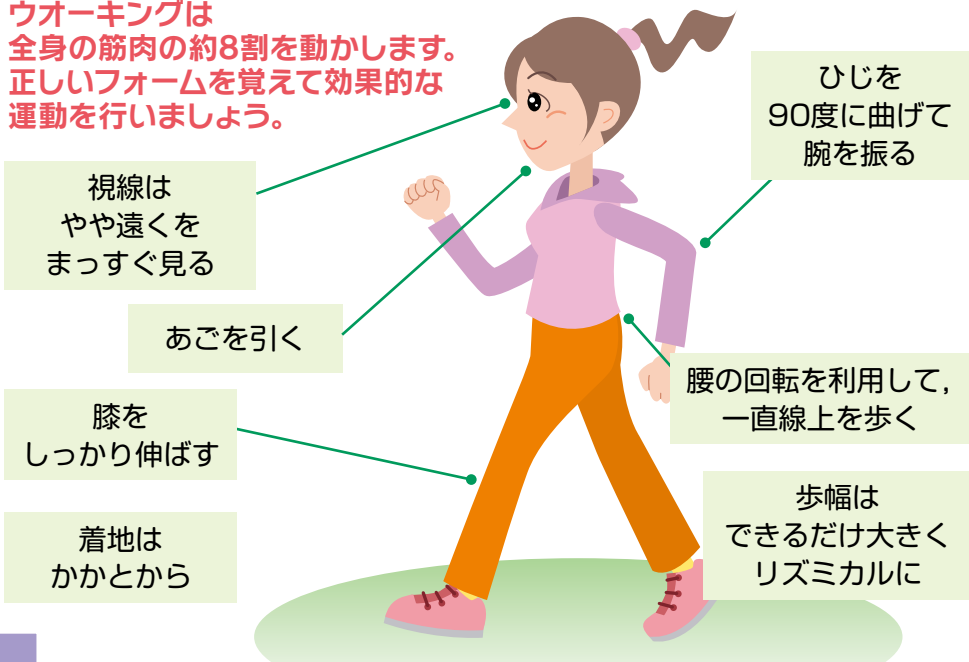 ウオーキングは
全身の筋肉の約8割を動かします。
正しいフォームを覚えて効果的な
運動を行いましょう。
ひじを
90度に曲げて
腕を振る
視線は
やや遠くを
まっすぐ見る
あごを引く
腰の回転を利用して,
一直線上を歩く
膝を
しっかり伸ばす
歩幅は
できるだけ大きく
リズミカルに
着地は
かかとから